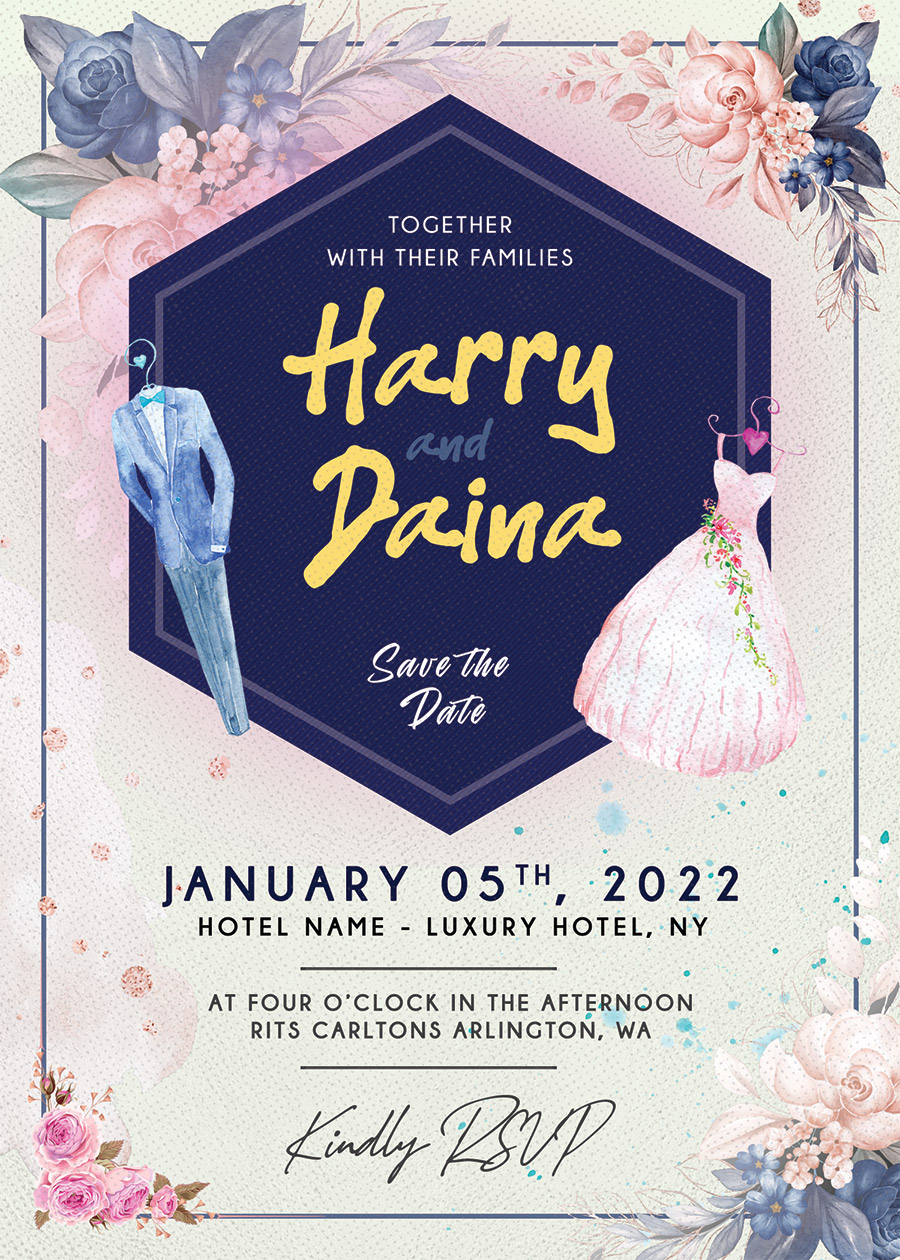 TOGETHER
WITH THEIR FAMILIES
Harry
and
Daina
Save the
Date
JANUARY 05TH, 2022
HOTEL NAME - LUXURY HOTEL, NY
AT FOUR O'CLOCK IN THE AFTERNOON
RITS CARLTONS ARLINGTON, WA
Kindly RSVP